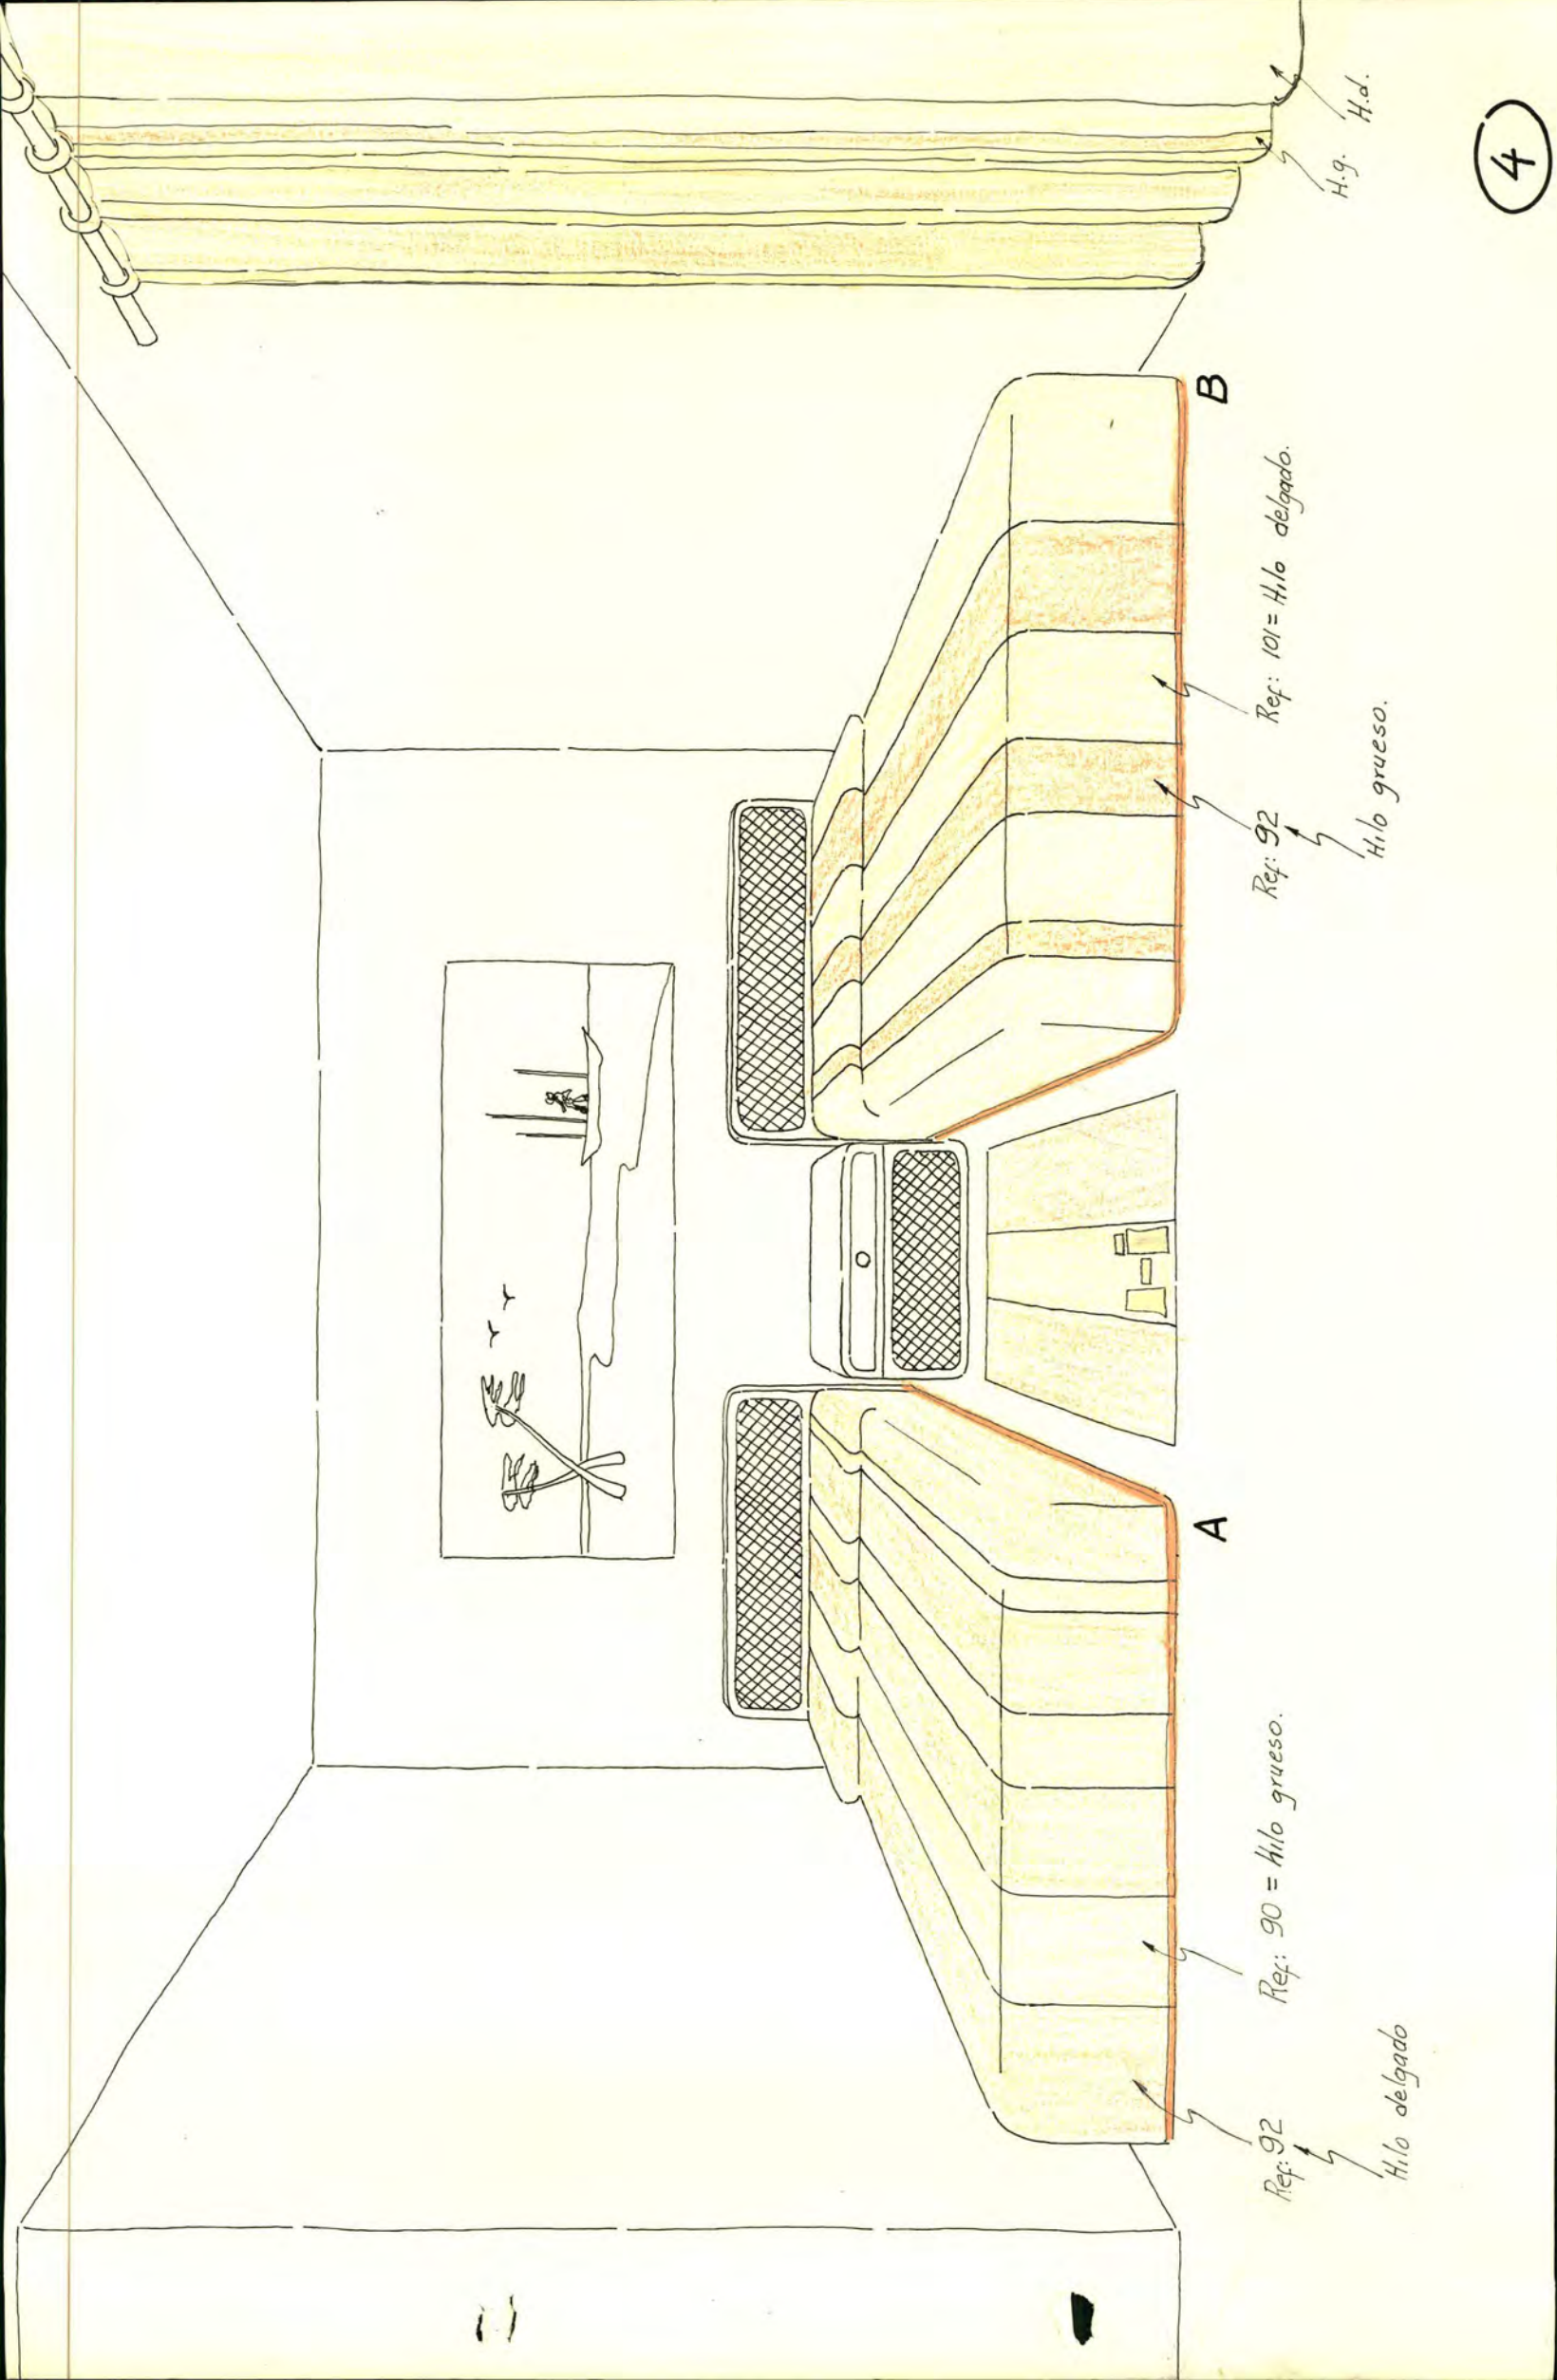 A
B
Ref: 92
Hilo delgado
Ref: 90 = hilo grueso.
Ref: 92
Hilo grueso.
Ref: 101 = Hilo delgado.
H.g.
H.d.
4